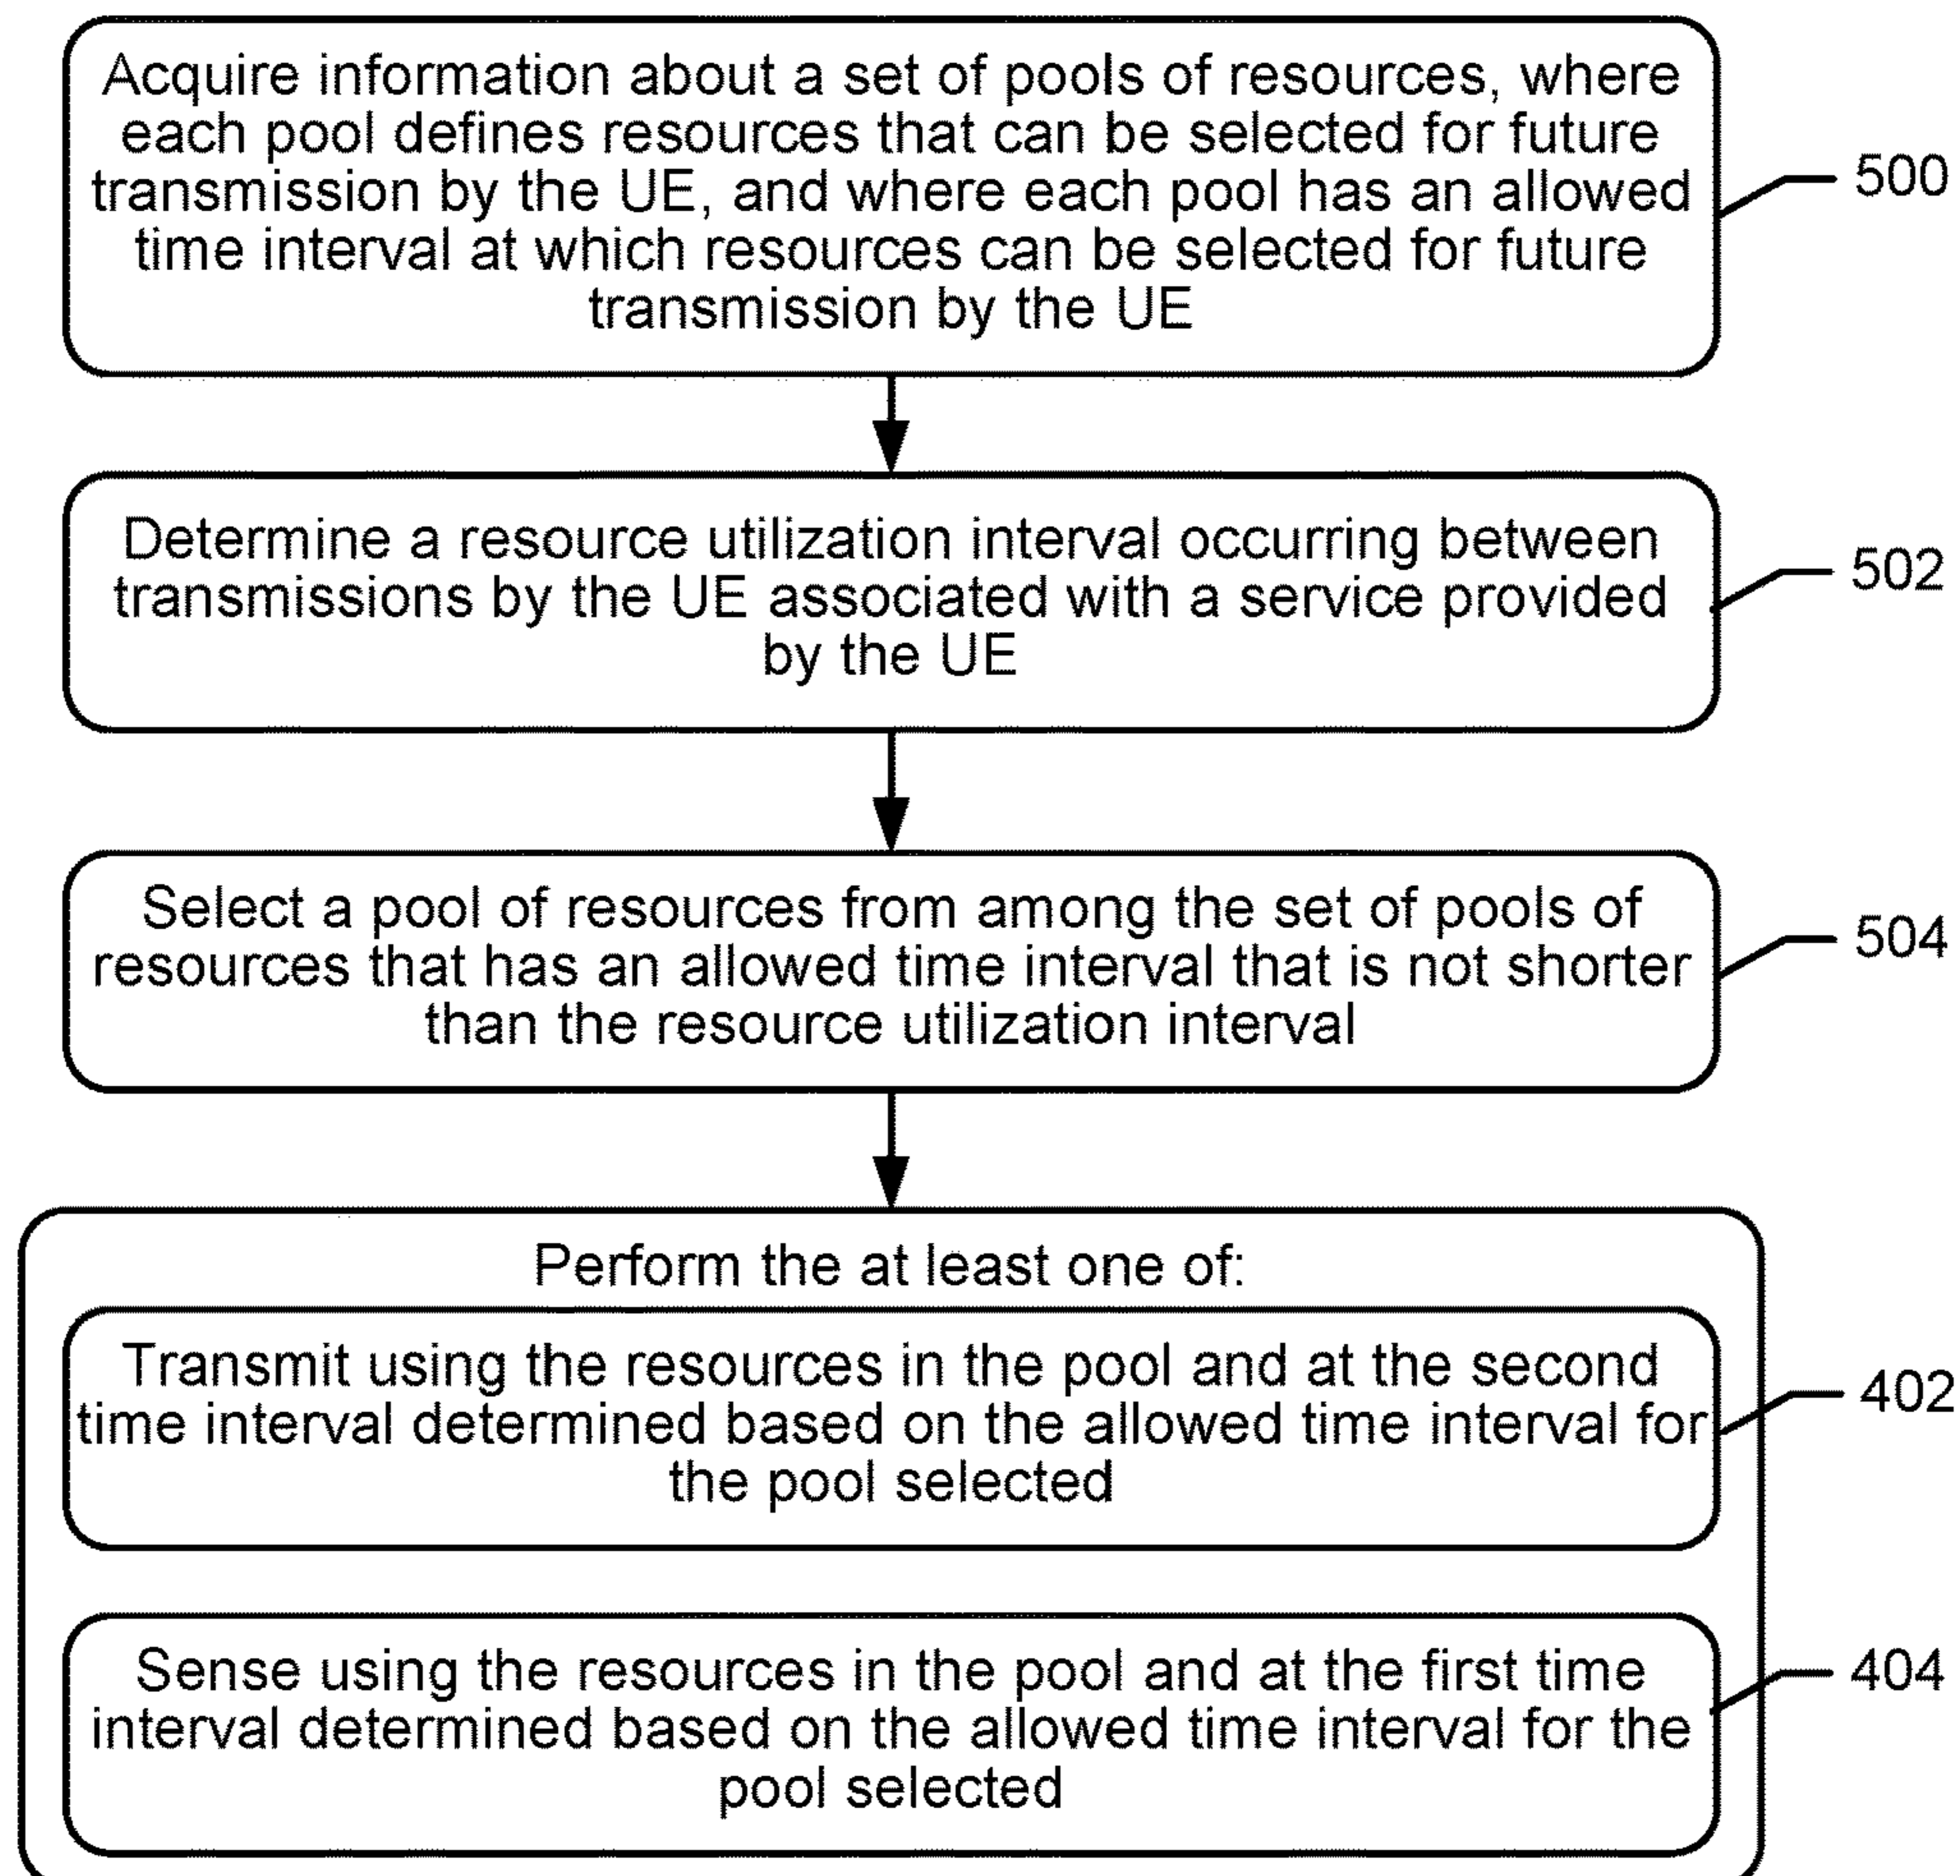 Acquire information about a set of pools of resources, where
each pool defines resources that can be selected for future
transmission by the UE, and where each pool has an allowed
time interval at which resources can be selected for future
transmission by the UE
500
Determine a resource utilization interval occurring between
transmissions by the UE associated with a service provided
by the UE
502
Select a pool of resources from among the set of pools of
resources that has an allowed time interval that is not shorter
than the resource utilization interval
504
Perform the at least one of:
Transmit using the resources in the pool and at the second
time interval determined based on the allowed time interval for
the pool selected
402
Sense using the resources in the pool and at the first time
interval determined based on the allowed time interval for the
pool selected
404